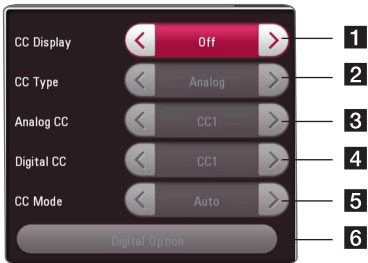 CC Display Off 1
CC Type Analog 2
Analog CC CC1 3
Digital CC CC1 4
CC Mode Auto 5
Digital Option 6